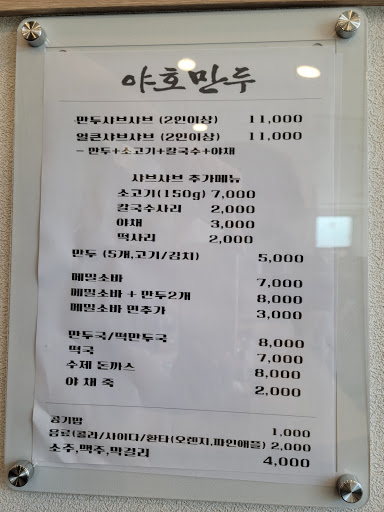 야호만두
만두샤브샤브 (2인이상) 11,000
얼큰샤브샤브 (2인이상) 11,000
- 만두+소고기+칼국수+야채
샤브샤브 추가메뉴
소고기(150g) 7,000
칼국수사리 2,000
야채 3,000
떡사리 2,000
만두 (5개,고기/김치) 5,000
메밀소바 7,000
메밀소바 + 만두2개 8,000
메밀소바 면추가 3,000
만두국/떡만두국 8,000
떡국 7,000
수제 돈까스 8,000
야 채 죽 2,000
공기밥 1,000
음료(콜라/사이다/환타(오렌지,파인애플) 2,000
소주,맥주,막걸리 4,000